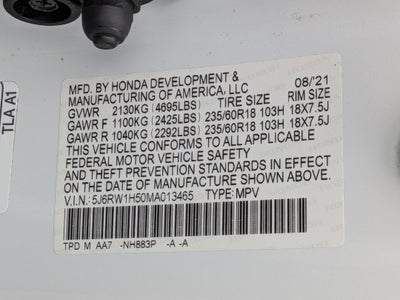 MFD. BY HONDA DEVELOPMENT & 08/'21
MANUFACTURING OF AMERICA, LLC
GVWR 2130KG (4695LBS) TIRE SIZE RIM SIZE
GAWR F 1100KG (2425LBS) 235/60R18 103H 18X7.5J
GAWR R 1040KG (2292LBS) 235/60R18 103H 18X7.5J
THIS VEHICLE CONFORMS TO ALL APPLICABLE
FEDERAL MOTOR VEHICLE SAFETY
AND THEFT PREVENTION STANDARDS IN EFFECT
ON THE DATE OF MANUFACTURE SHOWN ABOVE.
V.I.N.: 5J6RW1H50MA013465 TYPE: MPV
TPD M AA7 -NH883P -A -A
TLA A1